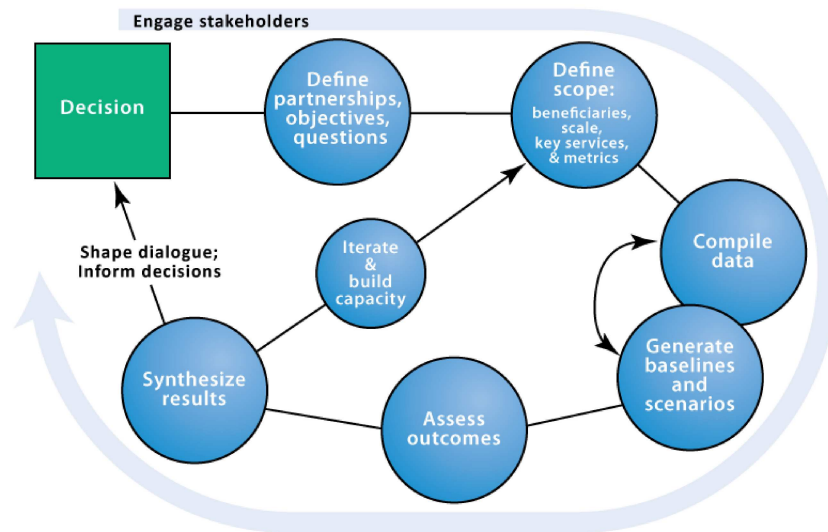 Engage stakeholders
Decision
Define
partnerships,
objectives,
questions
Define
scope:
beneficiaries,
scale,
key services,
& metrics
Compile
data
Generate
baselines
and
scenarios
Assess
outcomes
Synthesize
results
Iterate
&
build
capacity
Shape dialogue;
Inform decisions